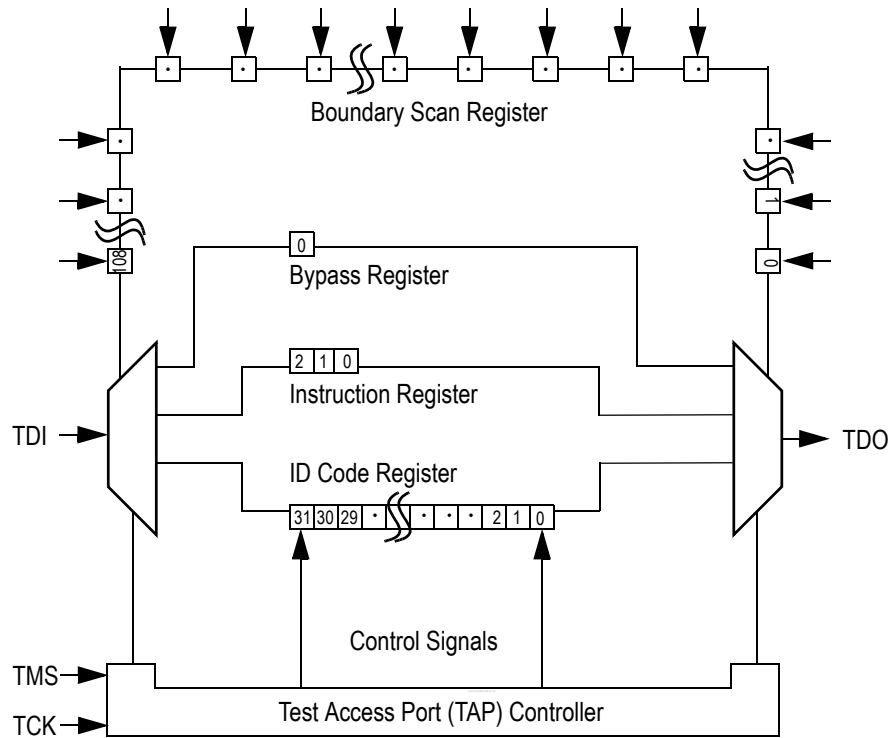 · · · · · · · ·
Boundary Scan Register
· ·
· 1
108 0
0
Bypass Register
2 1 0
Instruction Register
TDI
TDO
ID Code Register
31 30 29 · · · · 2 1 0
Control Signals
TMS
Test Access Port (TAP) Controller
TCK